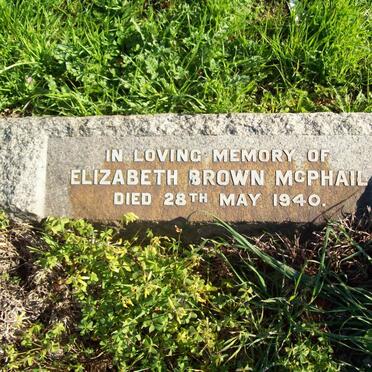 IN LOVING MEMORY OF
ELIZABETH BROWN McPHAIL
DIED 28TH MAY 1940.